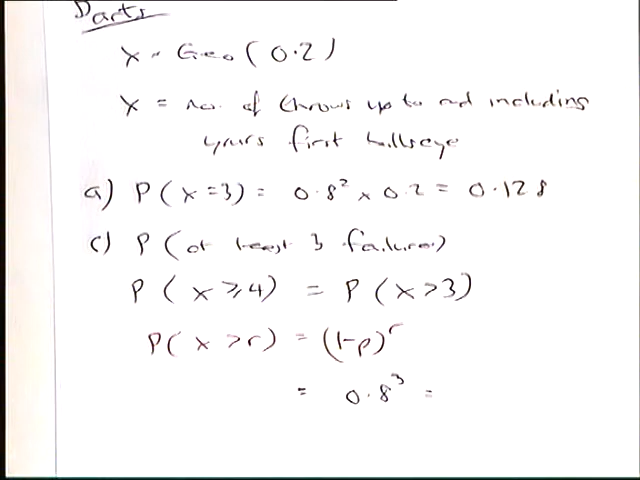 Darts
X ~ Geo (0.2)
X = no. of throws up to and including
yours first bullseye
a) P(X=3) = 0.8² × 0.2 = 0.128
c) P (at least 3 failures)
P (X ⩾ 4) = P(X>3)
P(X>r) = (1-p)^r
= 0.8³ =